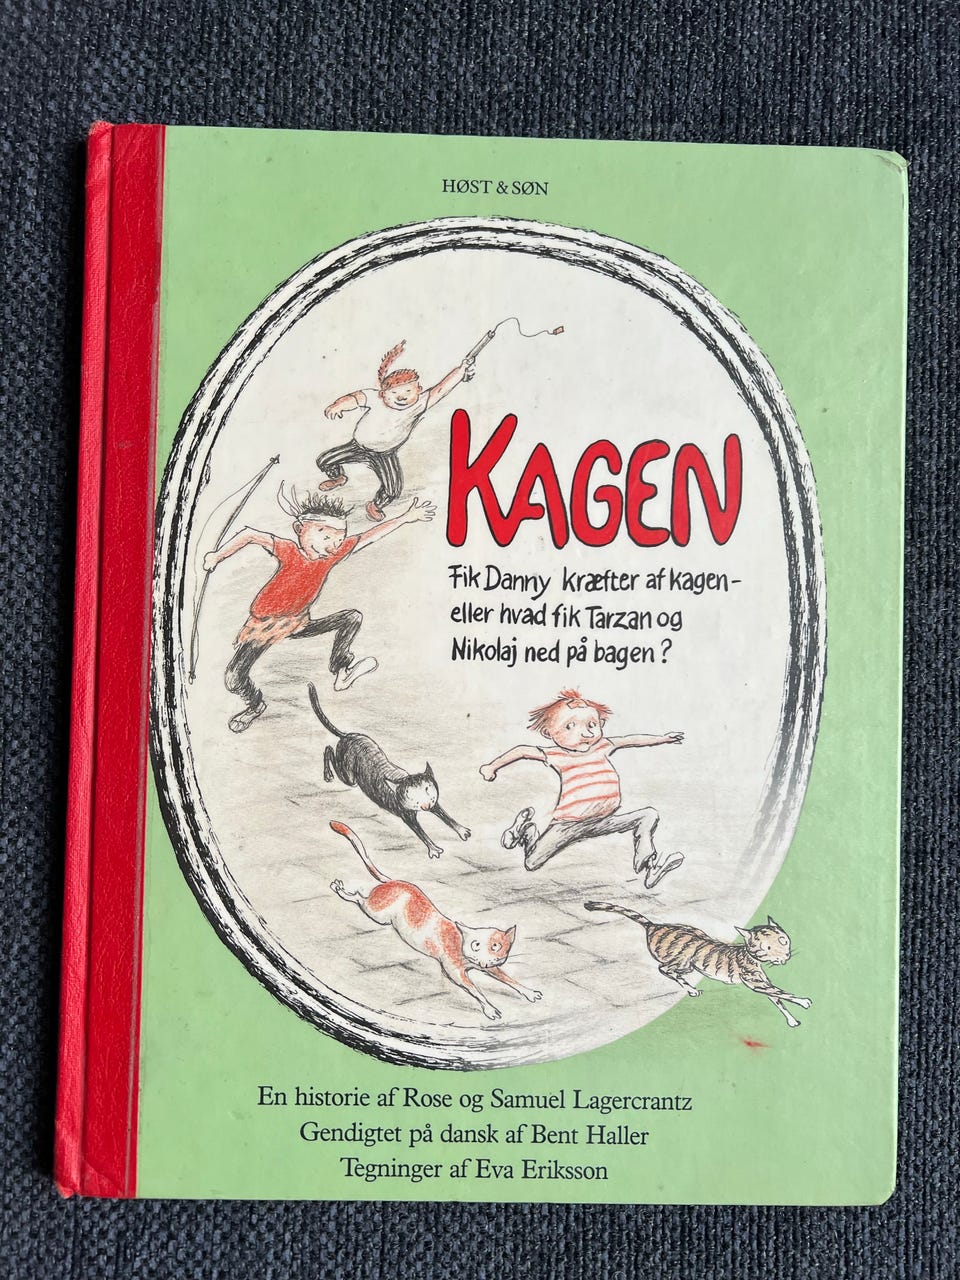 HØST & SØN
KAGEN
Fik Danny kræfter af kagen–
eller hvad fik Tarzan og
Nikolaj ned på bagen?
En historie af Rose og Samuel Lagercrantz
Gendigtet på dansk af Bent Haller
Tegninger af Eva Eriksson